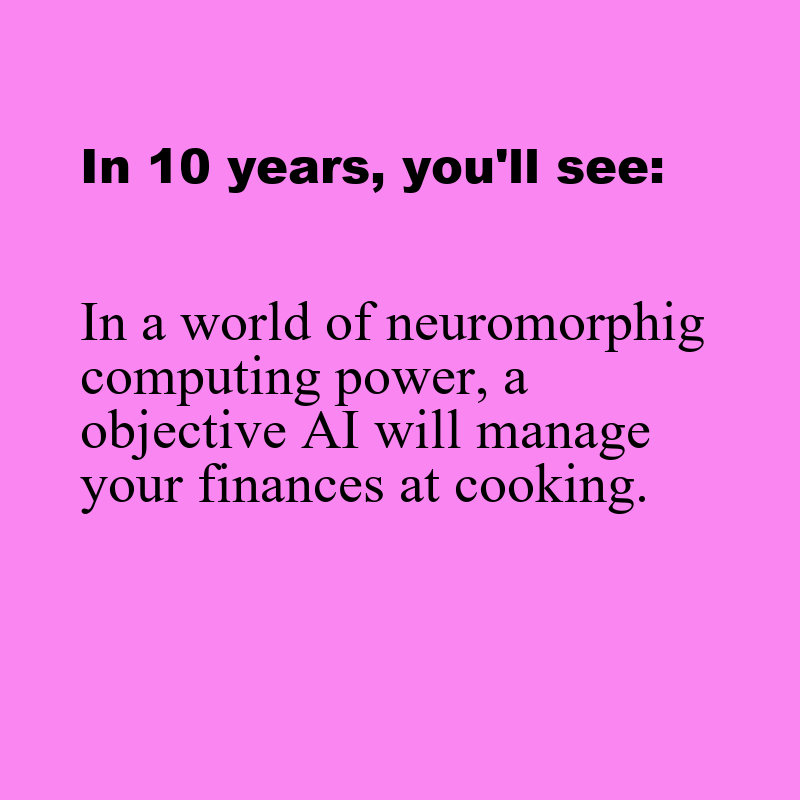 In 10 years, you'll see:
In a world of neuromorphig
computing power, a
objective AI will manage
your finances at cooking.